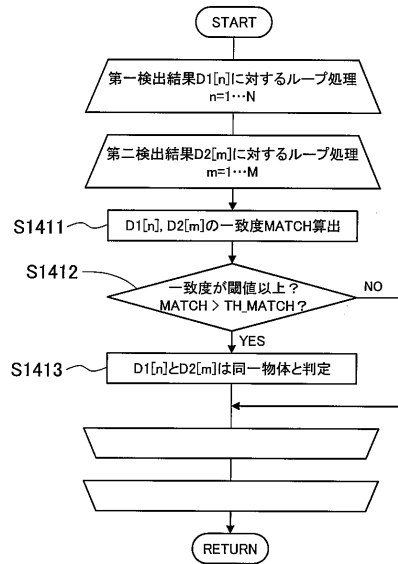 START
第一検出結果D1[n]に対するループ処理
n=1…N
第二検出結果D2[m]に対するループ処理
m=1…M
S1411
D1[n], D2[m]の一致度MATCH算出
S1412
一致度が閾値以上?
MATCH > TH_MATCH?
NO
YES
S1413
D1[n]とD2[m]は同一物体と判定
RETURN